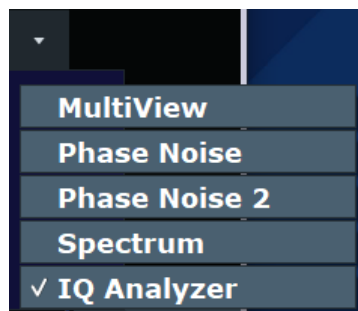 MultiView
Phase Noise
Phase Noise 2
Spectrum
✓ IQ Analyzer